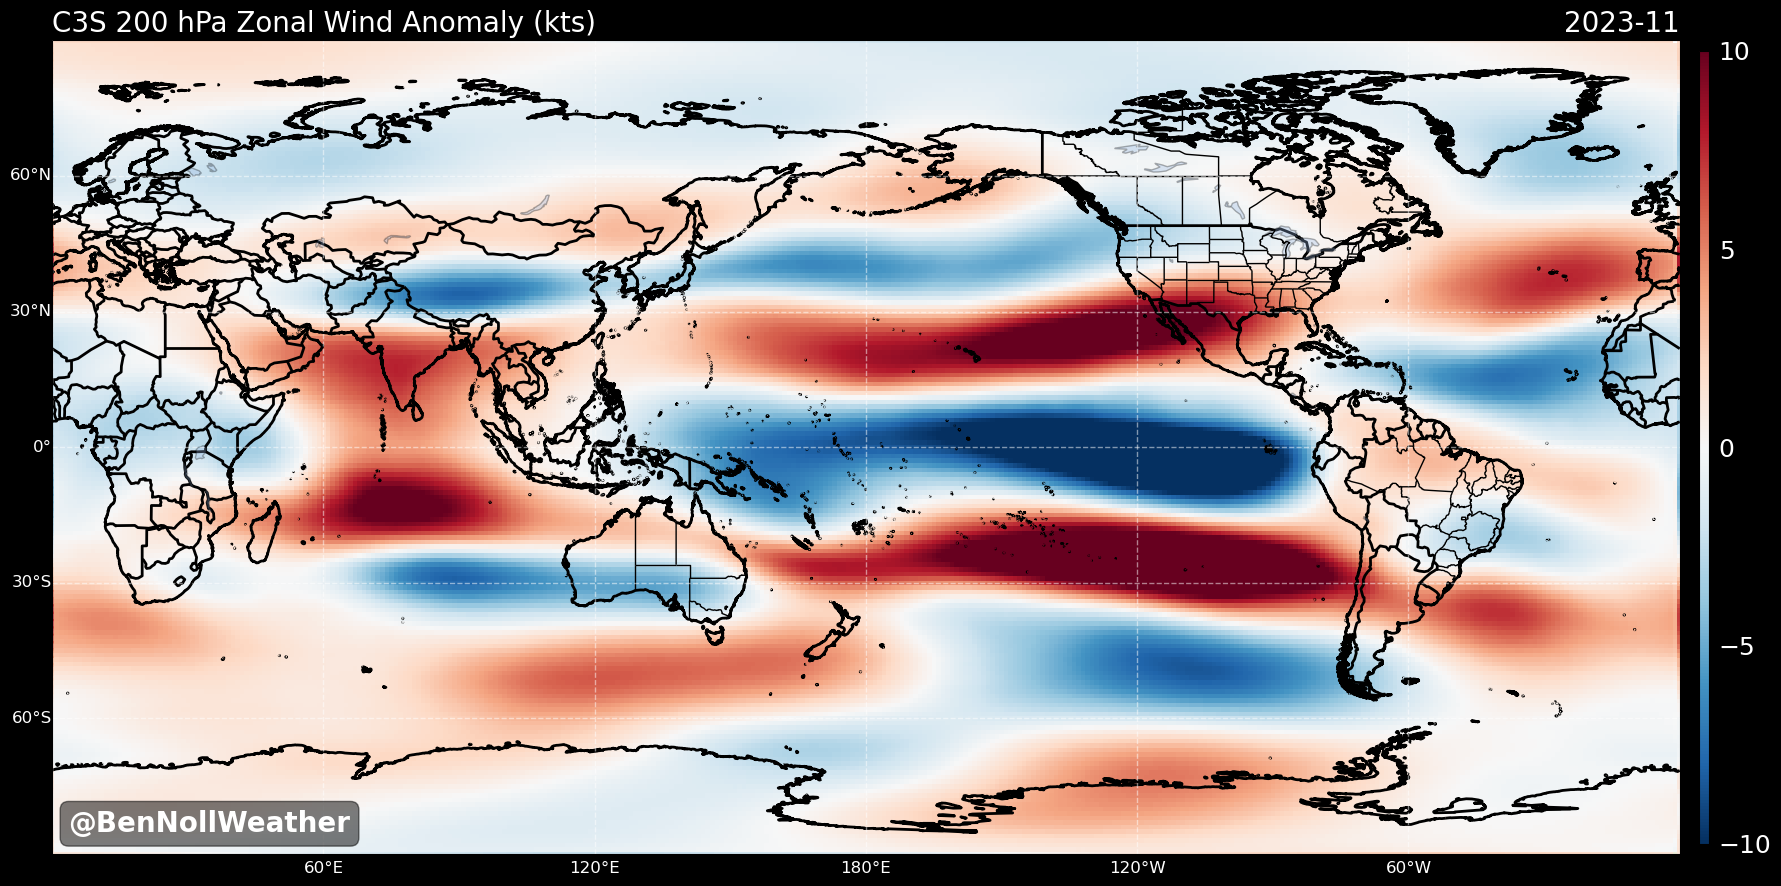 C3S 200 hPa Zonal Wind Anomaly (kts)
2023-11
10
5
0
−5
−10
60°N
30°N
0°
30°S
60°S
60°E
120°E
180°E
120°W
60°W
@BenNollWeather